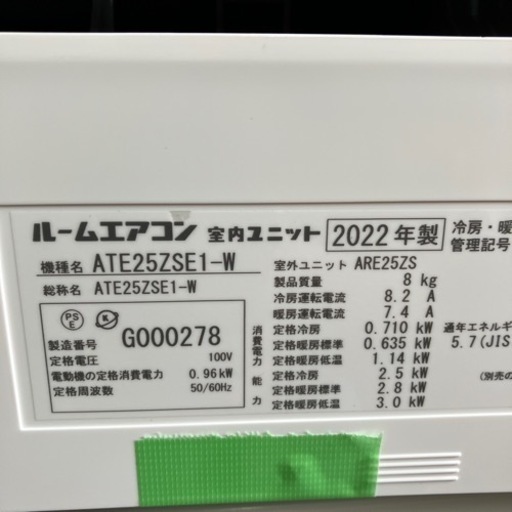 ルームエアコン 室内ユニット 2022年製 冷房・暖
管理記号
機種名 ATE25ZSE1-W
総称名 ATE25ZSE1-W
PSE
製造番号 G000278
定格電圧 100V
電動機の定格消費電力 0.96kW
定格周波数 50/60Hz
室外ユニット ARE25ZS
製品質量 8 kg
冷房運転電流 8.2 A
暖房運転電流 7.4 A
消費電力
定格冷房 0.710 kW
定格暖房標準 0.635 kW
定格暖房低温 1.14 kW
能力
定格冷房 2.5 kW
定格暖房標準 2.8 kW
定格暖房低温 3.0 kW
通年エネルギ
5.7(JIS
(別売の